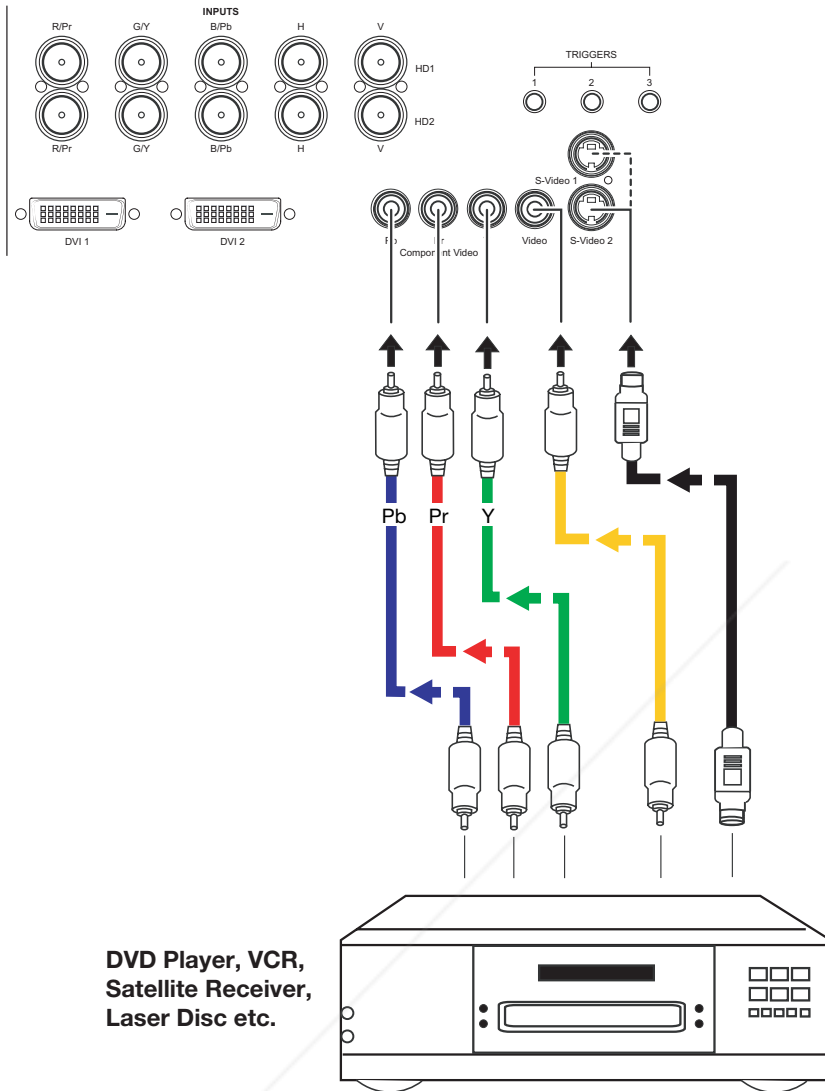 INPUTS
R/Pr G/Y B/Pb H V
HD1
HD2
R/Pr G/Y B/Pb H V
TRIGGERS
1 2 3
S-Video 1
DVI 1 DVI 2
Video S-Video 2
Video
Pb Pr Y
DVD Player, VCR,
Satellite Receiver,
Laser Disc etc.